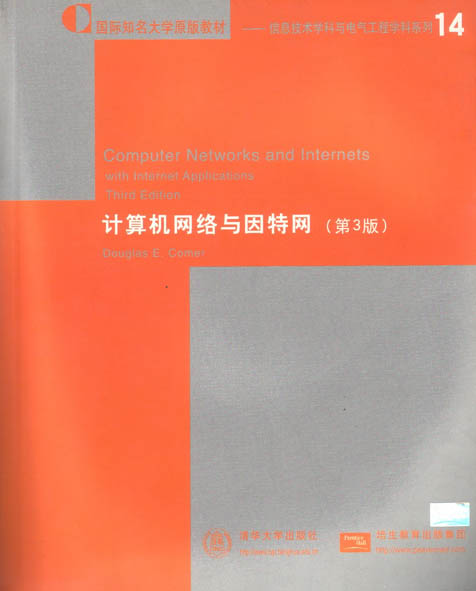 国际知名大学原版教材
——信息技术学科与电气工程学科系列 14
Computer Networks and Internets
with Internet Applications
Third Edition
计算机网络与因特网（第3版）
Douglas E. Comer
清华大学出版社
Prentice Hall
培生教育出版集团